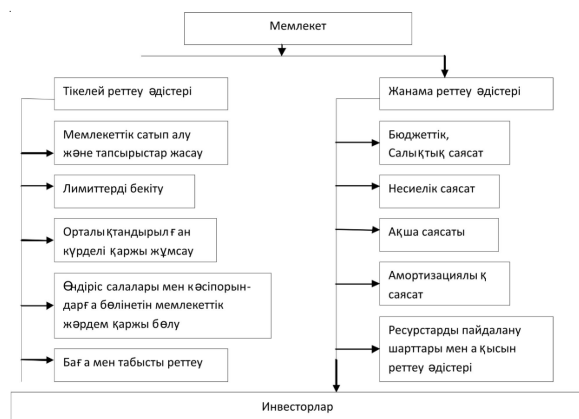 Мемлекет
Тікелей реттеу әдістері
Мемлекеттік сатып алу
және тапсырыстар жасау
Лимиттерді бекіту
Орталықтандырылған
күрделі қаржы жұмсау
Өндіріс салалары мен кәсіпорын-
дарға бөлінетін мемлекеттік
жәрдем қаржы бөлу
Баға мен табысты реттеу
Жанама реттеу әдістері
Бюджеттік,
Салықтық саясат
Несиелік саясат
Ақша саясаты
Амортизациялық
саясат
Ресурстарды пайдалану
шарттары мен ақысын
реттеу әдістері
Инвесторлар